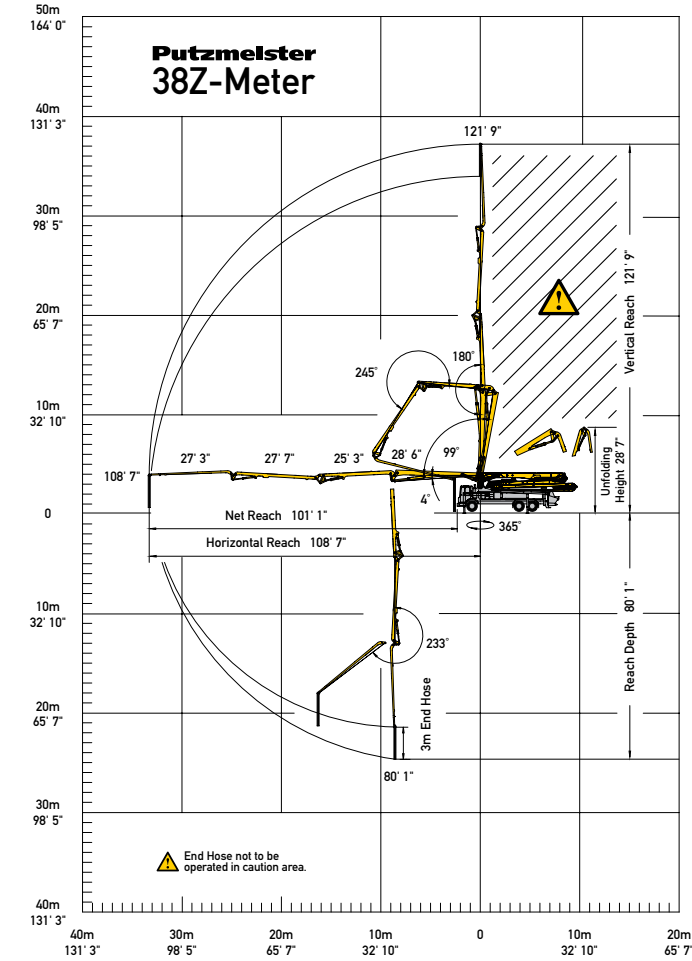 50m
164' 0"
Putzmeister
38Z-Meter
40m
131' 3"
121' 9"
30m
98' 5"
Vertical Reach 121' 9"
20m
65' 7"
245°
180°
10m
32' 10"
27' 3"
27' 7"
25' 3"
28' 6"
99°
Unfolding
Height 28' 7"
108' 7"
4°
0
Net Reach 101' 1"
365°
Horizontal Reach 108' 7"
10m
32' 10"
233°
Reach Depth 80' 1"
3m End Hose
20m
65' 7"
80' 1"
30m
98' 5"
End Hose not to be
operated in caution area.
40m
131' 3"
40m 30m 20m 10m 0 10m 20m
131' 3" 98' 5" 65' 7" 32' 10" 32' 10" 65' 7"